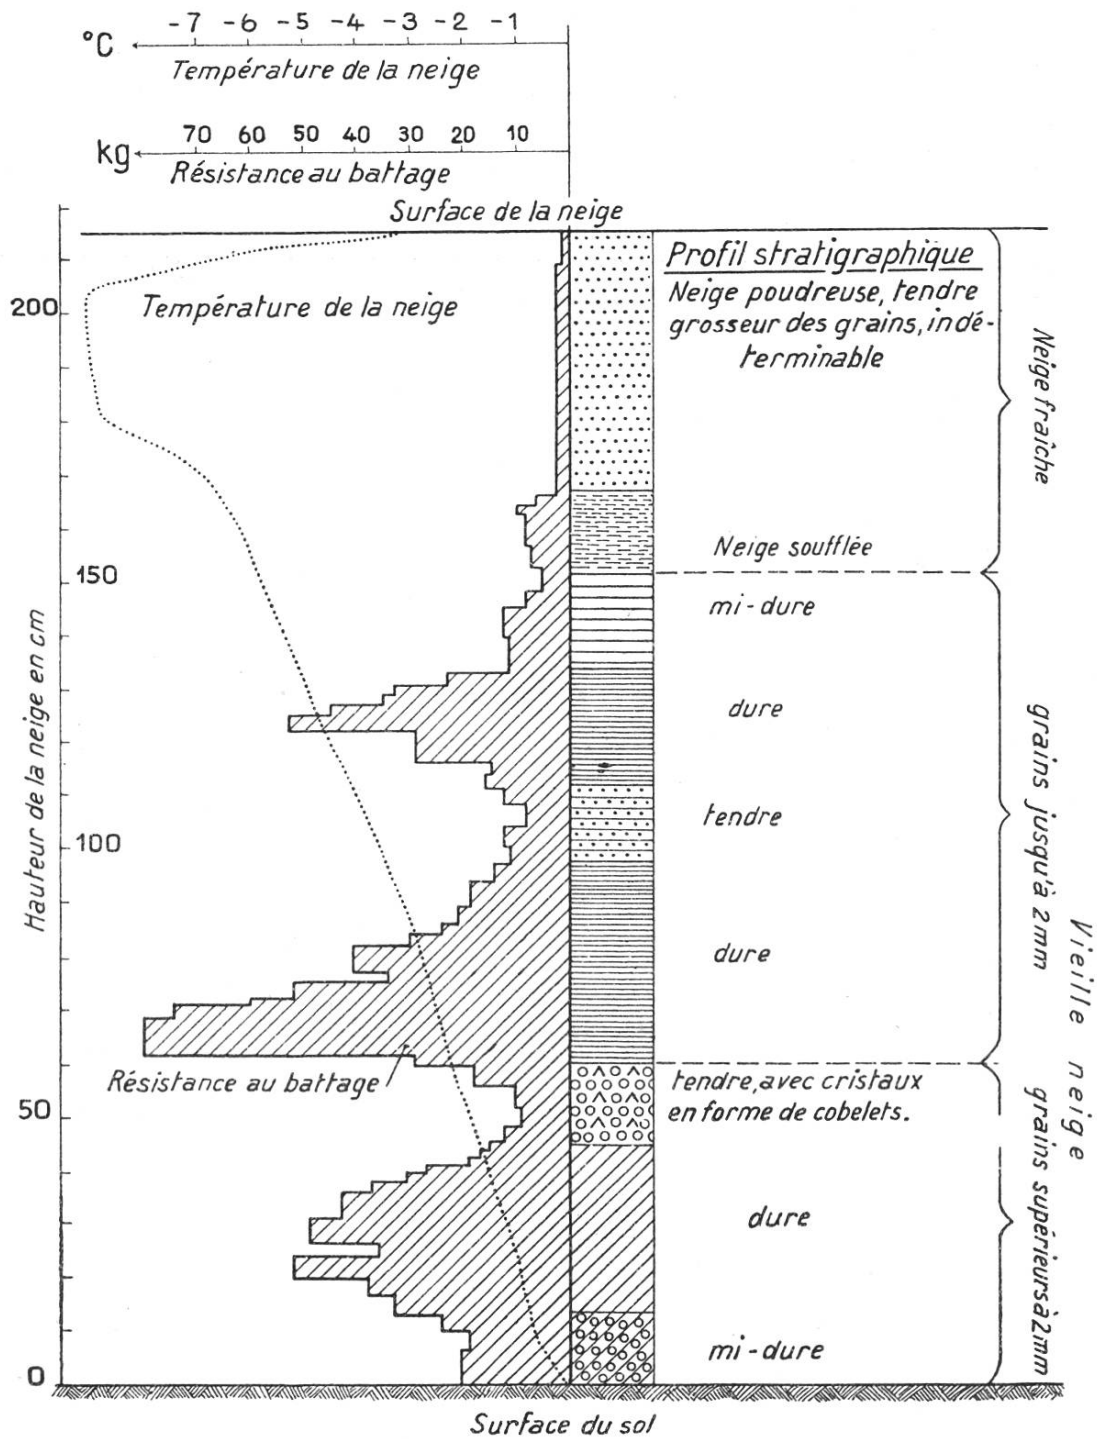 -7 -6 -5 -4 -3 -2 -1
°C
Température de la neige
70 60 50 40 30 20 10
kg
Résistance au battage
Surface de la neige
Profil stratigraphique
Neige poudreuse, tendre
grosseur des grains, indé-
terminable
Température de la neige
200
Neige fraîche
Neige soufflée
150
mi-dure
Hauteur de la neige en cm
dure
grains jusqu'à 2mm
tendre
100
dure
Vieille neige
Résistance au battage
tendre, avec cristaux
en forme de cobelets.
50
grains supérieurs à 2mm
dure
mi-dure
0
Surface du sol